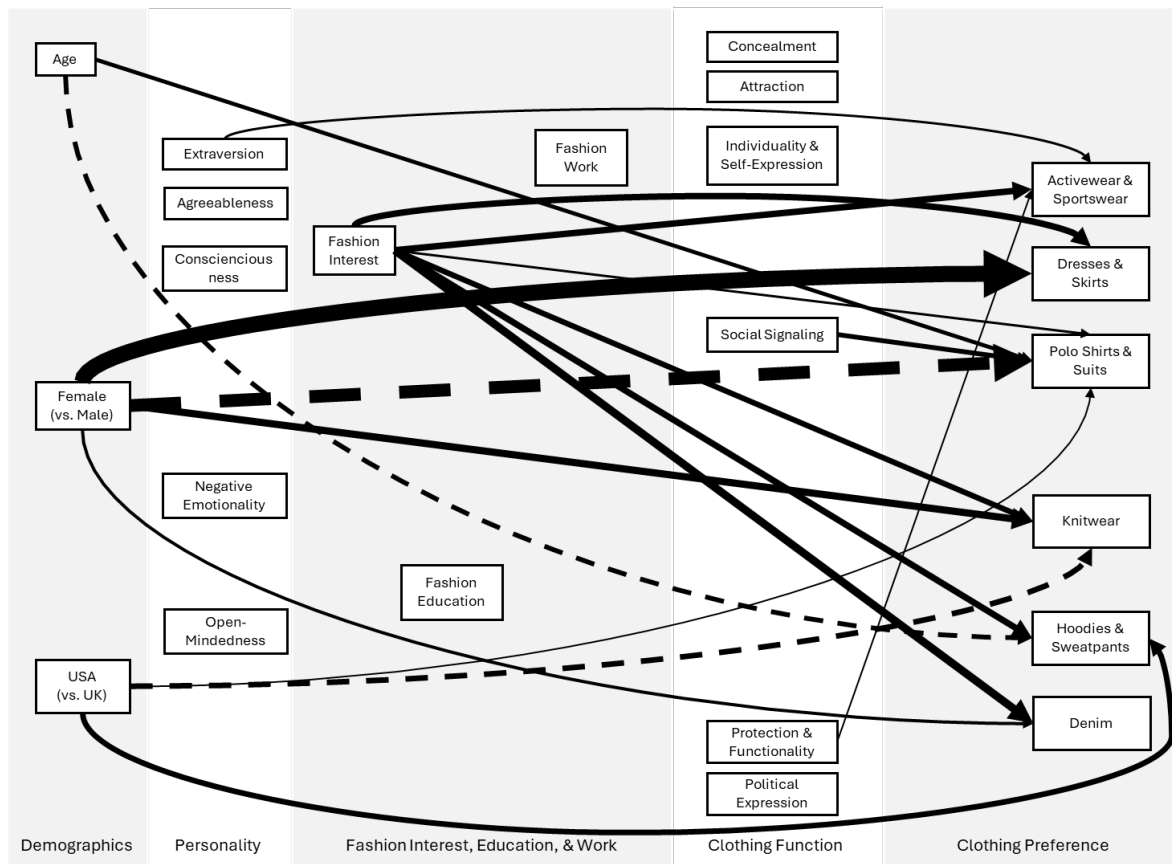 Age
Female
(vs. Male)
USA
(vs. UK)
Demographics
Extraversion
Agreeableness
Consciencious
ness
Negative
Emotionality
Open-
Mindedness
Personality
Fashion
Interest
Fashion
Work
Fashion
Education
Fashion Interest, Education, & Work
Concealment
Attraction
Individuality &
Self-Expression
Social Signaling
Protection &
Functionality
Political
Expression
Clothing Function
Activewear &
Sportswear
Dresses &
Skirts
Polo Shirts &
Suits
Knitwear
Hoodies &
Sweatpants
Denim
Clothing Preference